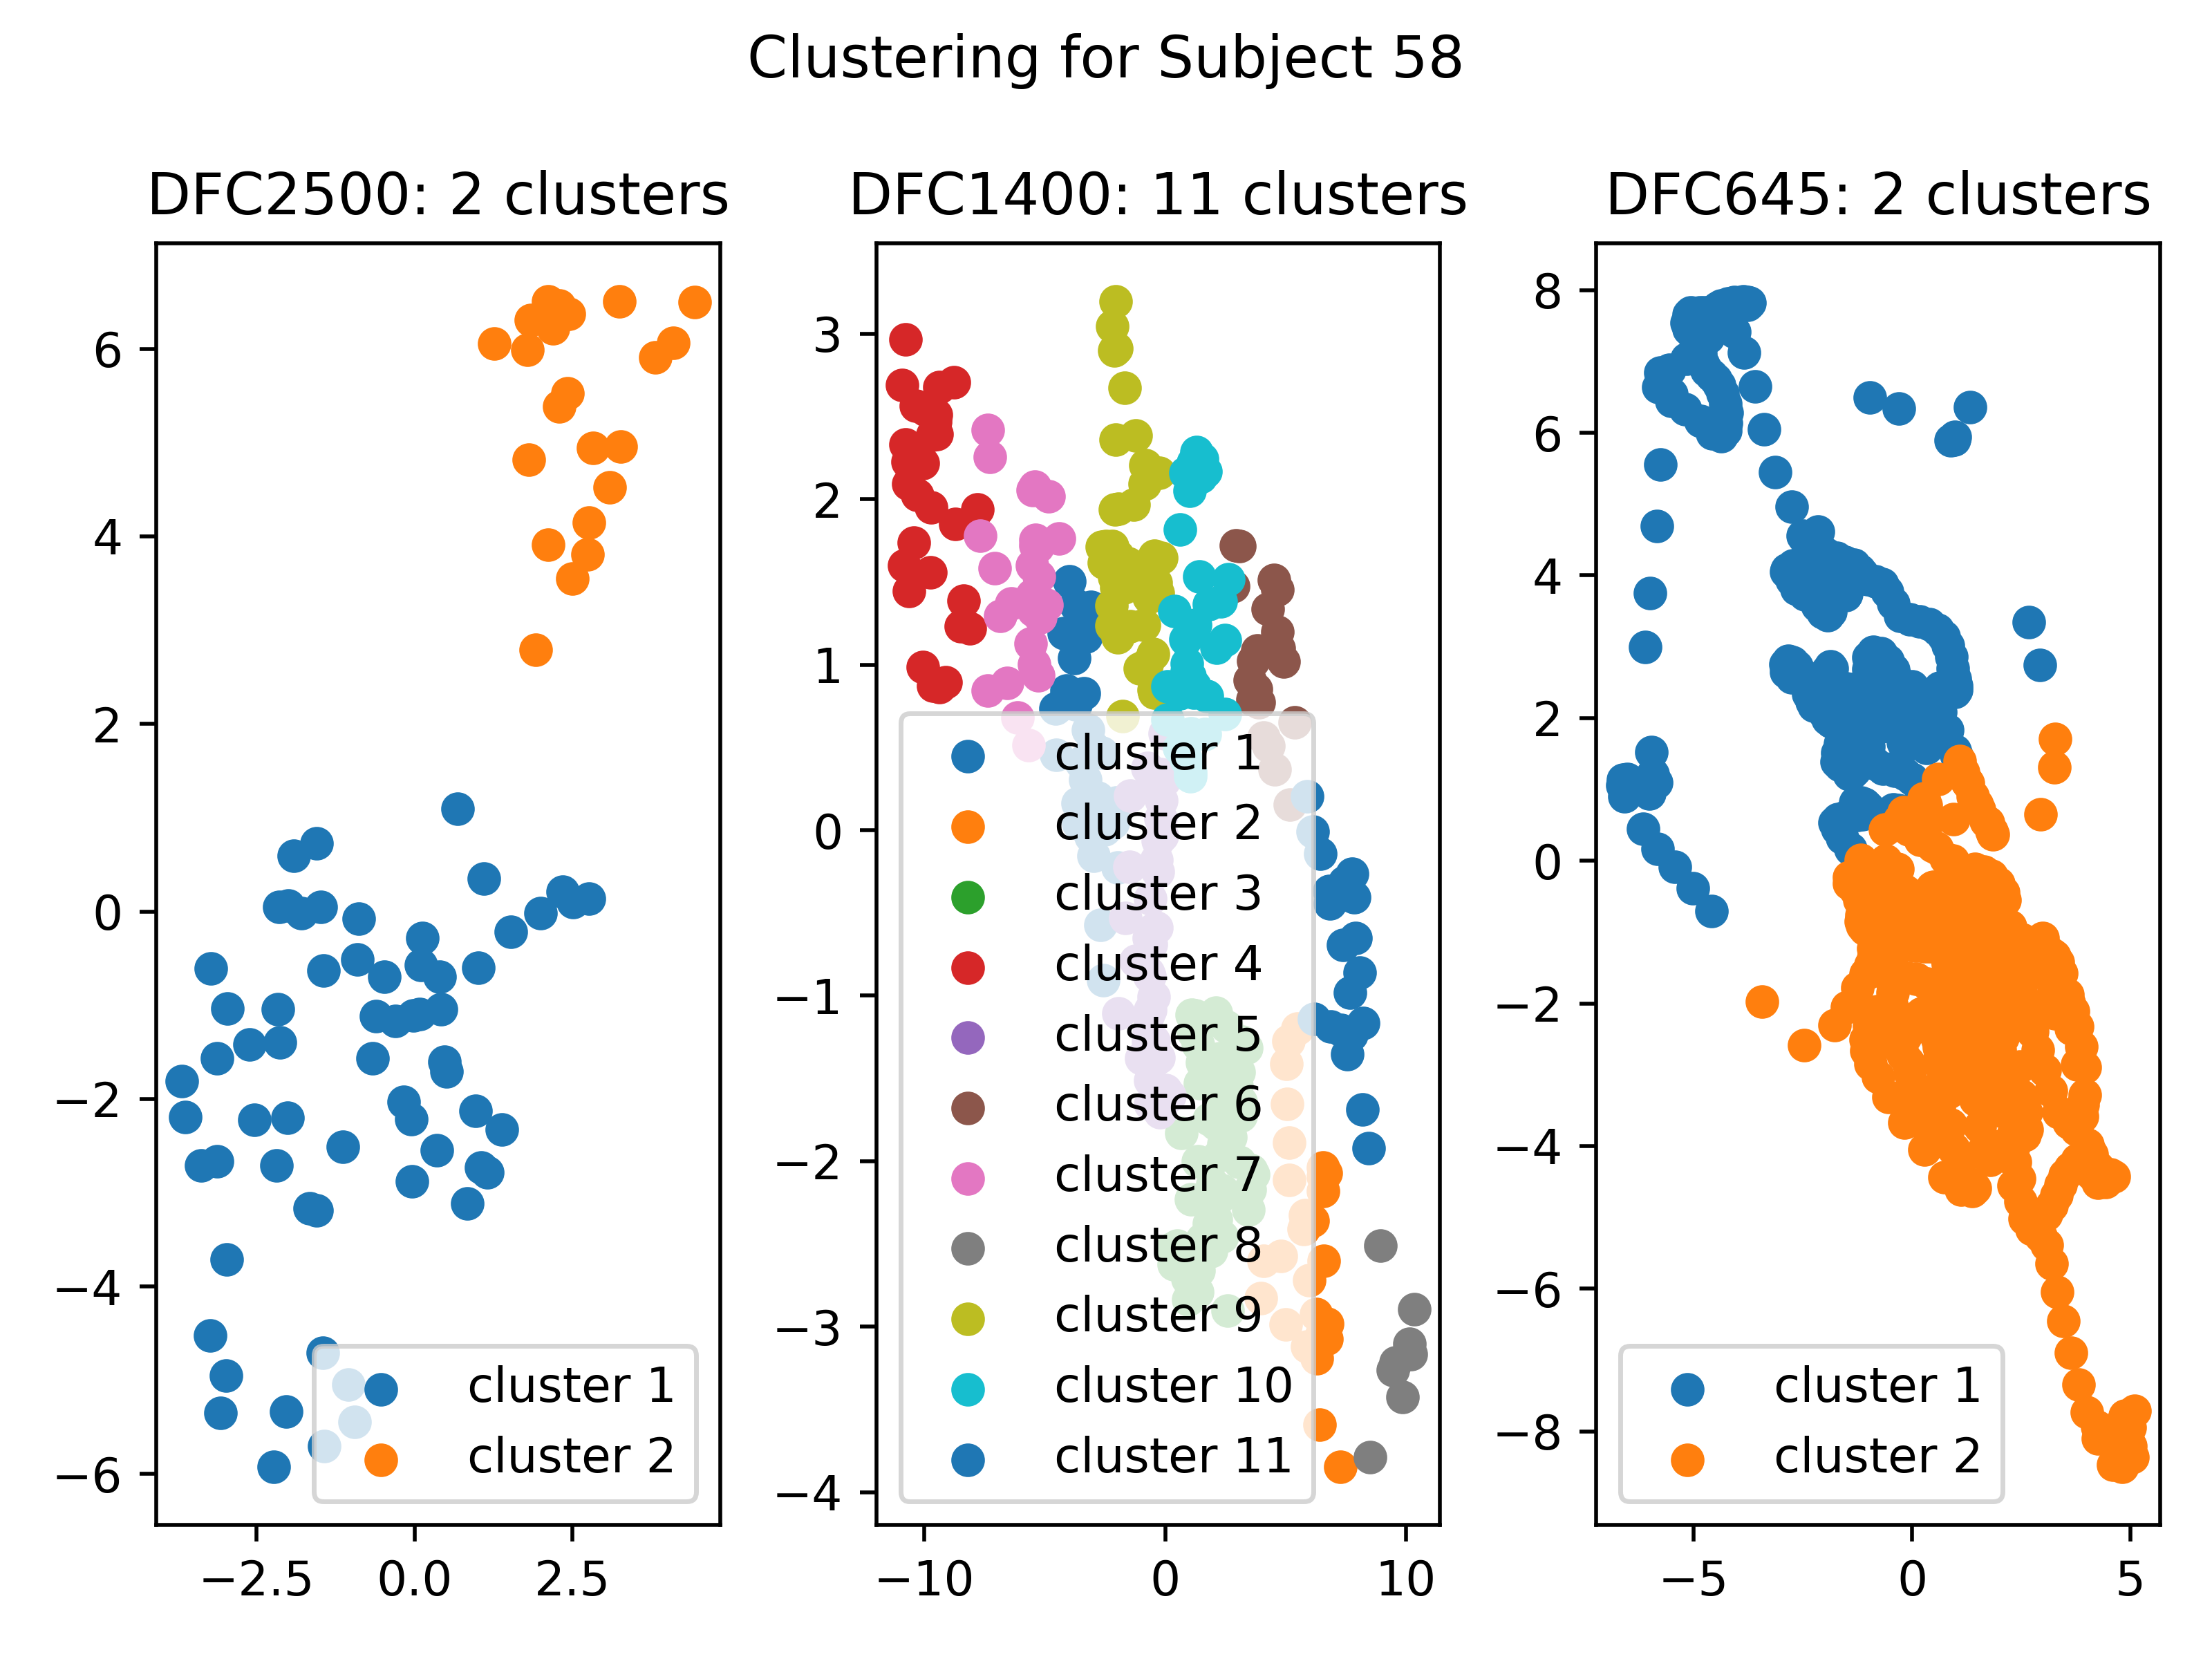 Clustering for Subject 58
DFC2500: 2 clusters
6
4
2
0
−2
−4
−6
−2.5 0.0 2.5
cluster 1
cluster 2
DFC1400: 11 clusters
3
2
1
0
−1
−2
−3
−4
−10 0 10
cluster 1
cluster 2
cluster 3
cluster 4
cluster 5
cluster 6
cluster 7
cluster 8
cluster 9
cluster 10
cluster 11
DFC645: 2 clusters
8
6
4
2
0
−2
−4
−6
−8
−5 0 5
cluster 1
cluster 2